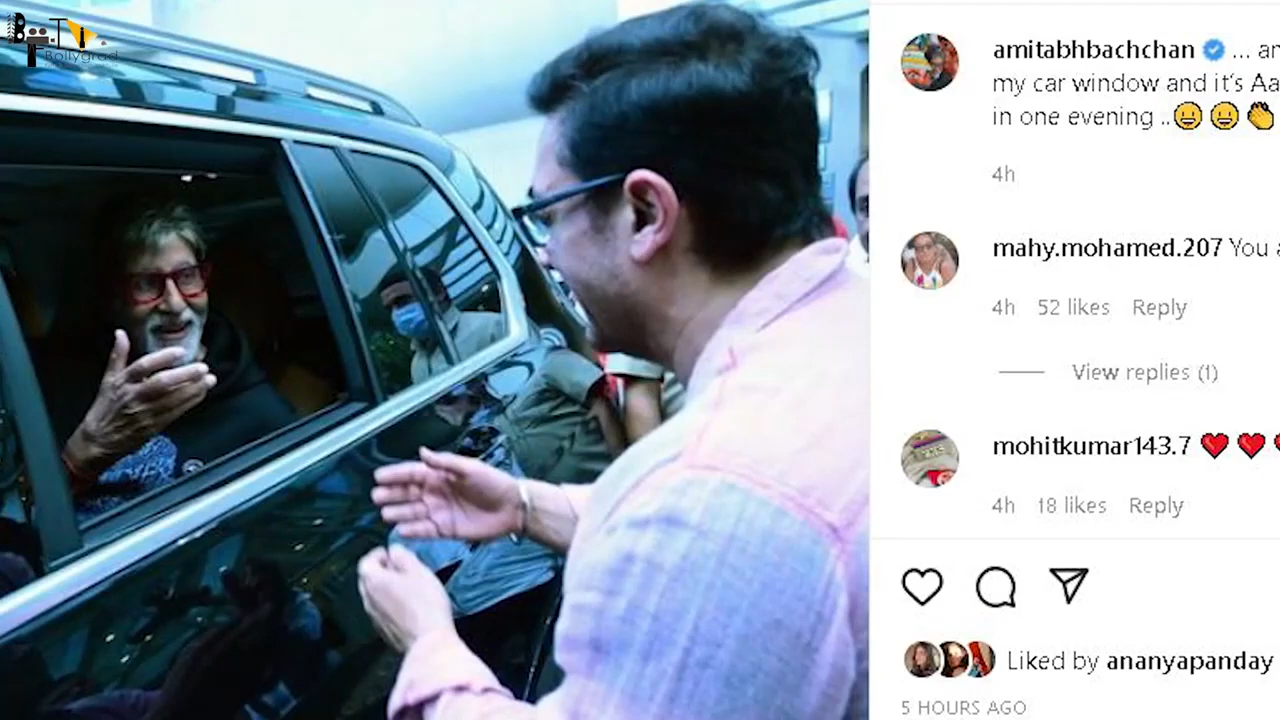 Bollygrad
amitabhbachchan ... an
my car window and it's Aa
in one evening ..😀😀👏
4h
mahy.mohamed.207 You a
4h 52 likes Reply
View replies (1)
mohitkumar143.7 ❤️❤️
4h 18 likes Reply
Liked by ananyapanday
5 HOURS AGO